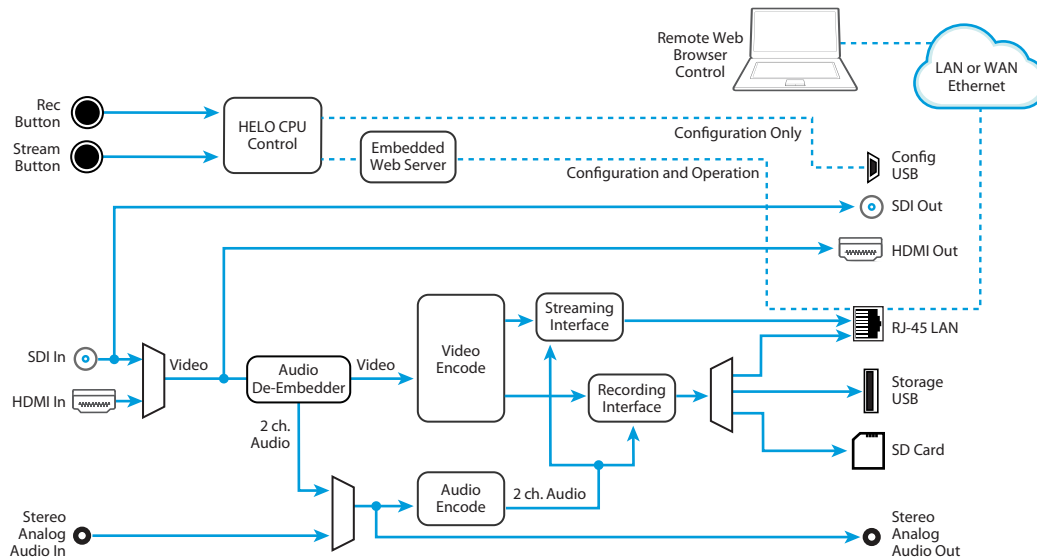 Remote Web
Browser
Control
LAN or WAN
Ethernet
Rec
Button
Stream
Button
HELO CPU
Control
Embedded
Web Server
Configuration Only
Configuration and Operation
Config
USB
SDI Out
HDMI Out
Streaming
Interface
RJ-45 LAN
SDI In
Video
Audio
De-Embedder
Video
Video
Encode
HDMI In
Recording
Interface
Storage
USB
2 ch.
Audio
SD Card
Audio
Encode
2 ch. Audio
Stereo
Analog
Audio In
Stereo
Analog
Audio Out